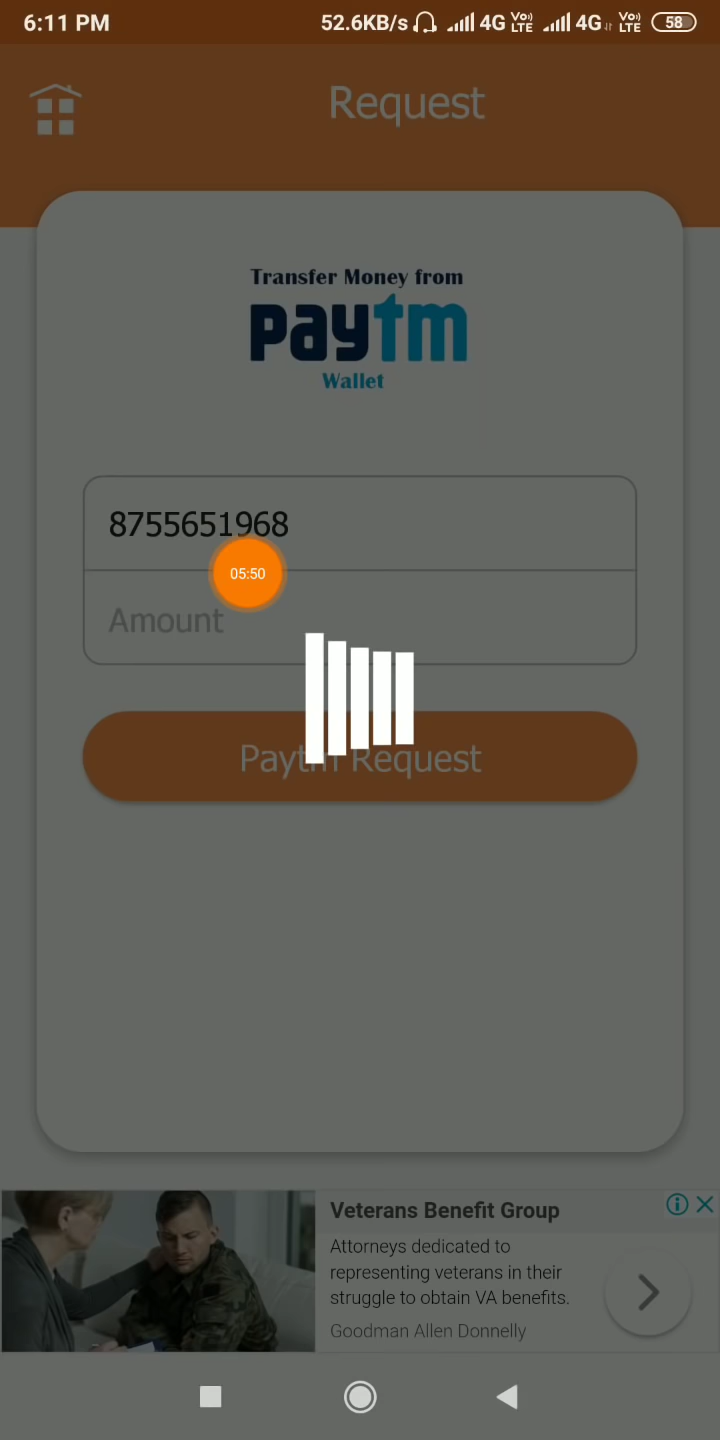 6:11 PM 52.6KB/s 4G Vo) LTE 4G Vo) LTE 58
Request
Transfer Money from
paytm
Wallet
8755651968
05:50
Amount
Paytm Request
Veterans Benefit Group
Attorneys dedicated to
representing veterans in their
struggle to obtain VA benefits.
Goodman Allen Donnelly